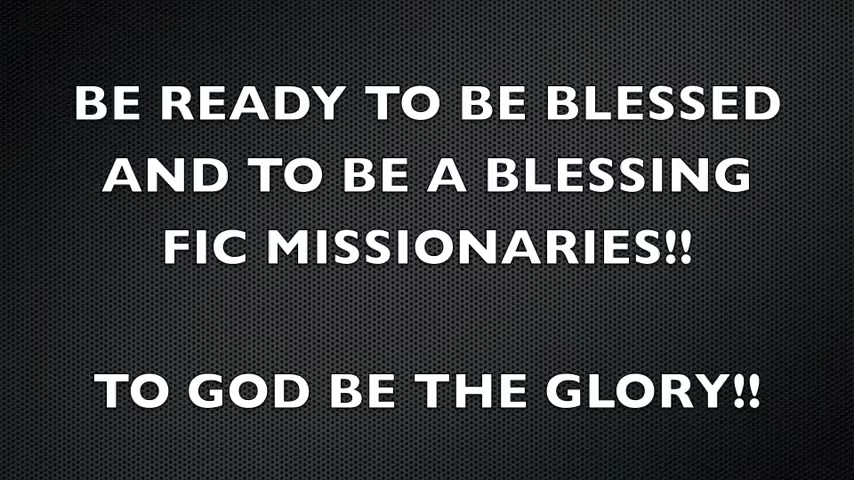 BE READY TO BE BLESSED
AND TO BE A BLESSING
FIC MISSIONARIES!!
TO GOD BE THE GLORY!!